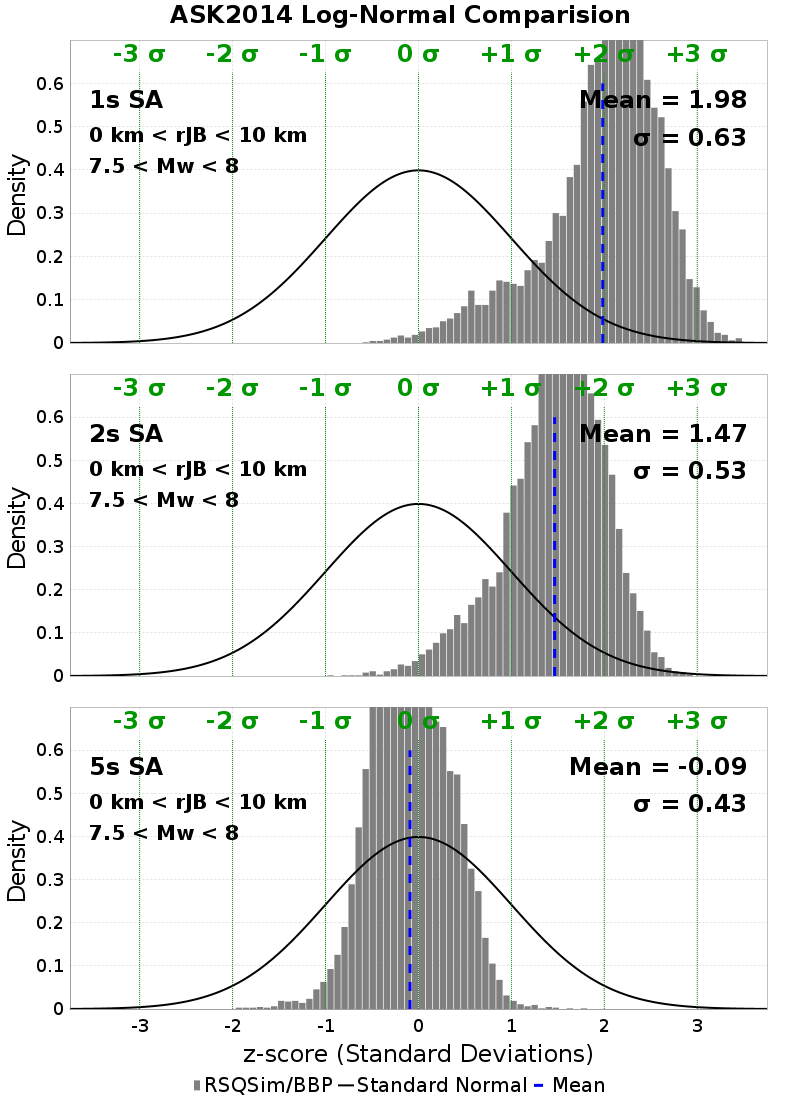 ASK2014 Log-Normal Comparision
-3 σ -2 σ -1 σ 0 σ +1 σ +2 σ +3 σ
1s SA
Mean = 1.98
0 km < rJB < 10 km
σ = 0.63
7.5 < Mw < 8
Density
0.6
0.5
0.4
0.3
0.2
0.1
0
-3 σ -2 σ -1 σ 0 σ +1 σ +2 σ +3 σ
2s SA
Mean = 1.47
0 km < rJB < 10 km
σ = 0.53
7.5 < Mw < 8
Density
0.6
0.5
0.4
0.3
0.2
0.1
0
-3 σ -2 σ -1 σ 0 σ +1 σ +2 σ +3 σ
5s SA
Mean = -0.09
0 km < rJB < 10 km
σ = 0.43
7.5 < Mw < 8
Density
0.6
0.5
0.4
0.3
0.2
0.1
0
-3 -2 -1 0 1 2 3
z-score (Standard Deviations)
RSQSim/BBP Standard Normal Mean